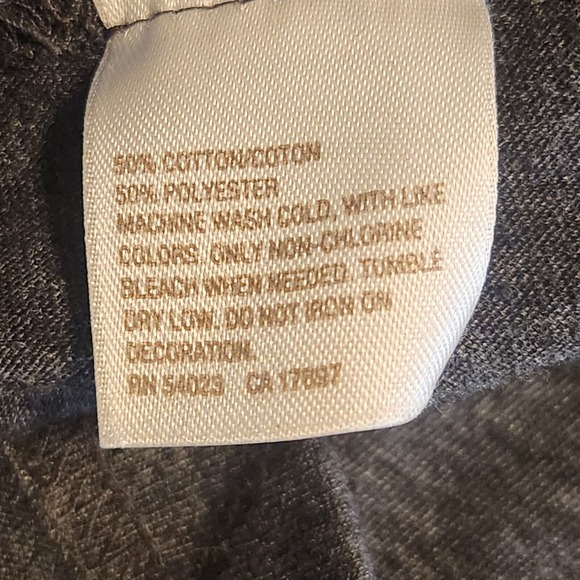 50% COTTON/COTON
50% POLYESTER
MACHINE WASH COLD, WITH LIKE
COLORS. ONLY NON-CHLORINE
BLEACH WHEN NEEDED. TUMBLE
DRY LOW. DO NOT IRON ON
DECORATION.
RN 54023 CA 17897